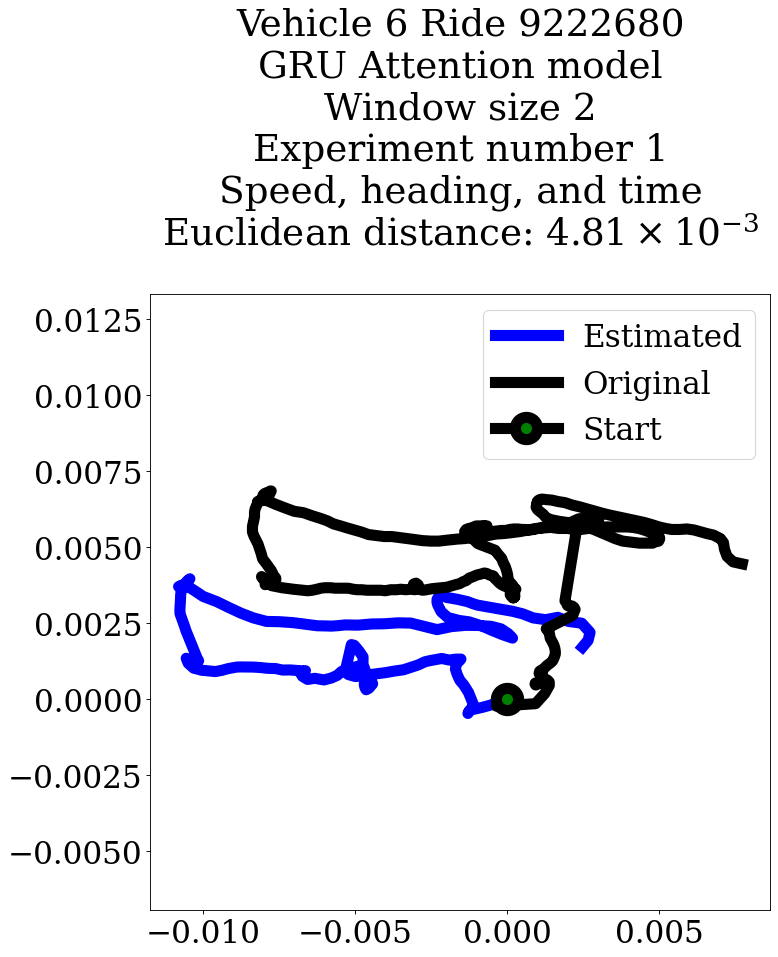 Vehicle 6 Ride 9222680
GRU Attention model
Window size 2
Experiment number 1
Speed, heading, and time
Euclidean distance: 4.81 × 10⁻³
Estimated
Original
Start
0.0125
0.0100
0.0075
0.0050
0.0025
0.0000
−0.0025
−0.0050
−0.010
−0.005
0.000
0.005